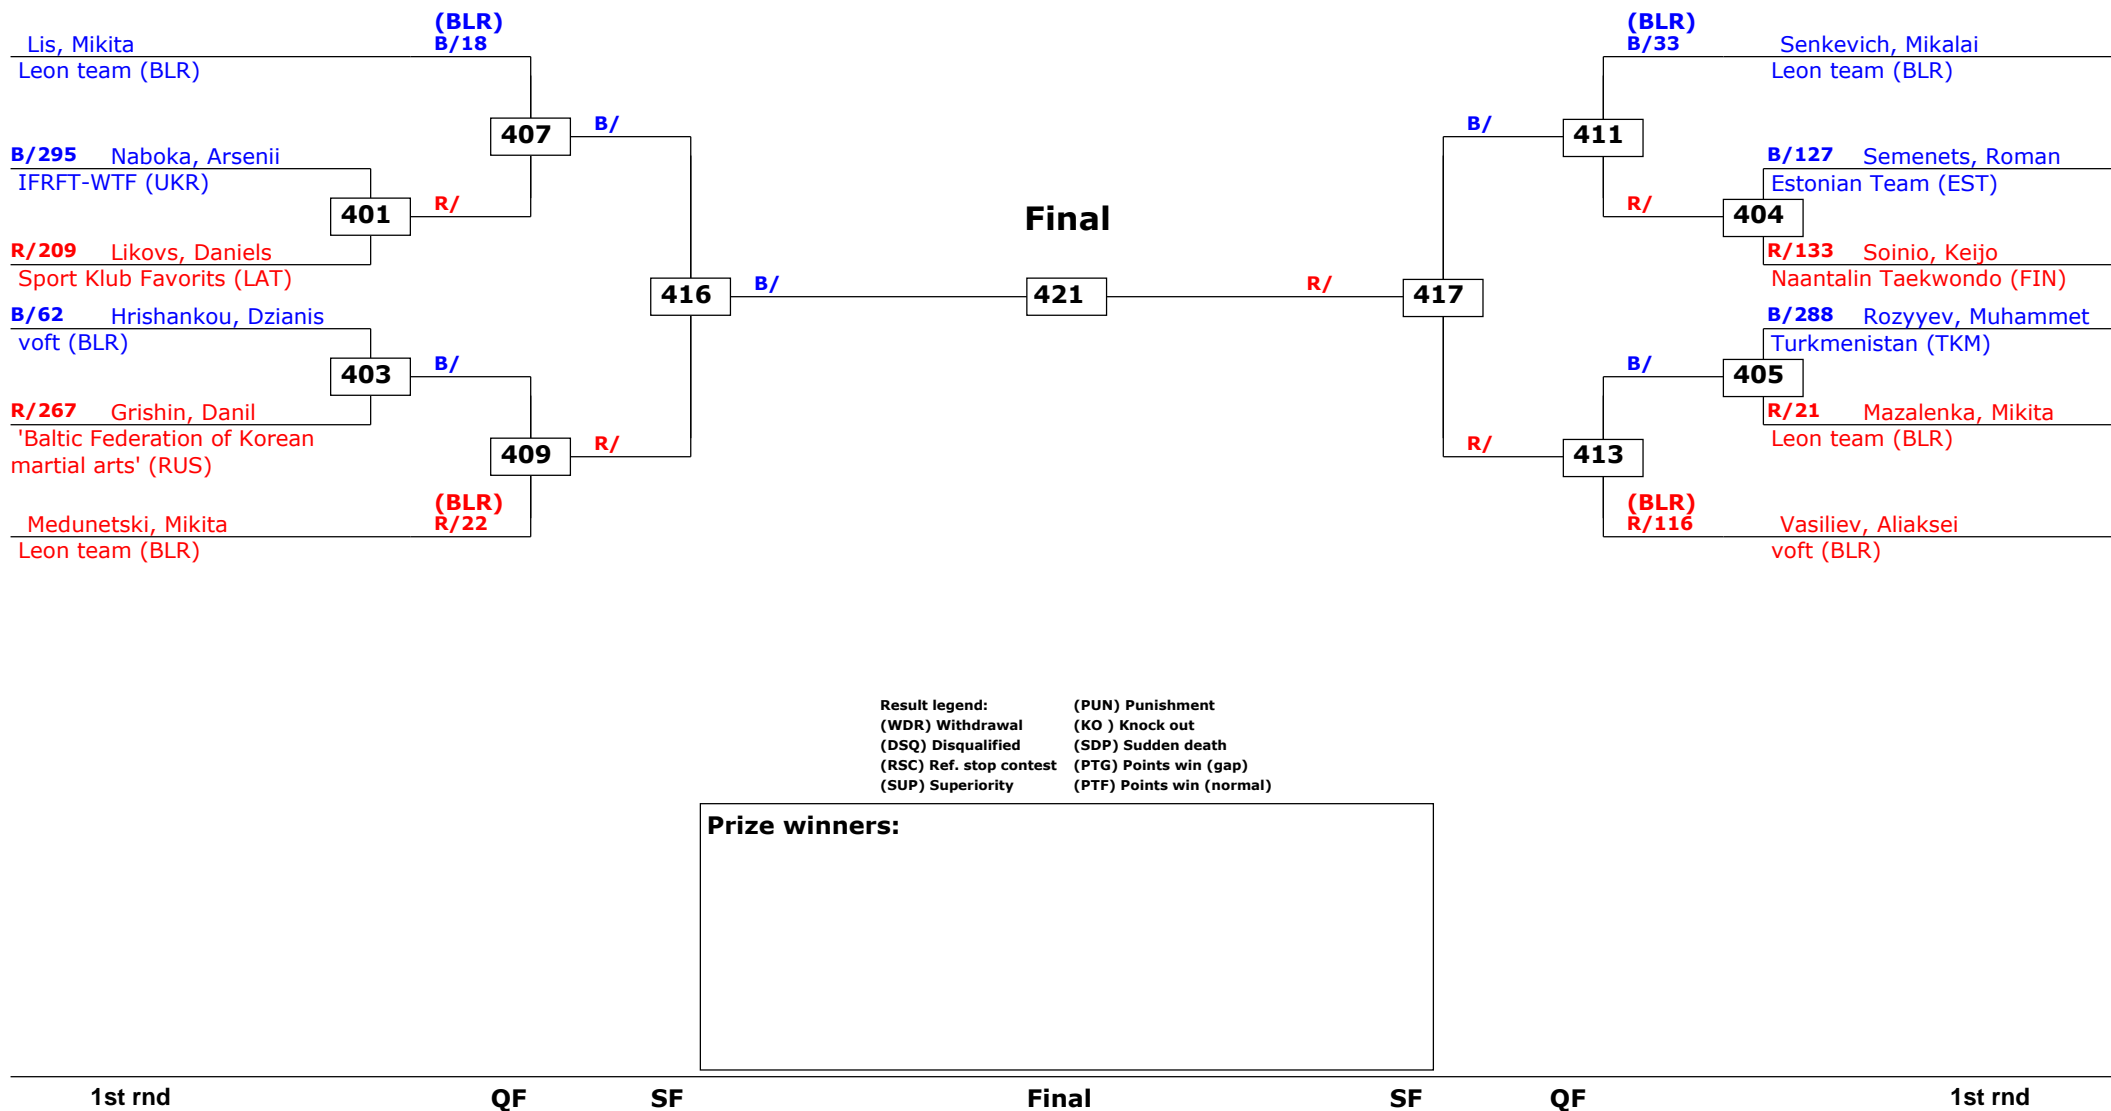 (BLR)
Lis, Mikita
B/18
Leon team (BLR)
407
B/
B/295 Naboka, Arsenii
IFRFT-WTF (UKR)
401
R/
R/209 Likovs, Daniels
Sport Klub Favorits (LAT)
416
B/
B/62 Hrishankou, Dzianis
voft (BLR)
403
B/
R/267 Grishin, Danil
'Baltic Federation of Korean
martial arts' (RUS)
409
R/
(BLR)
Medunetski, Mikita
R/22
Leon team (BLR)
Final
421
(BLR)
B/33
Senkevich, Mikalai
Leon team (BLR)
B/
411
B/127 Semenets, Roman
Estonian Team (EST)
R/
404
R/133 Soinio, Keijo
Naantalin Taekwondo (FIN)
R/
417
B/288 Rozyyev, Muhammet
Turkmenistan (TKM)
B/
405
R/21 Mazalenka, Mikita
Leon team (BLR)
R/
413
(BLR)
R/116
Vasiliev, Aliaksei
voft (BLR)
Result legend: (PUN) Punishment
(WDR) Withdrawal (KO ) Knock out
(DSQ) Disqualified (SDP) Sudden death
(RSC) Ref. stop contest (PTG) Points win (gap)
(SUP) Superiority (PTF) Points win (normal)
Prize winners:
1st rnd QF SF Final SF QF 1st rnd